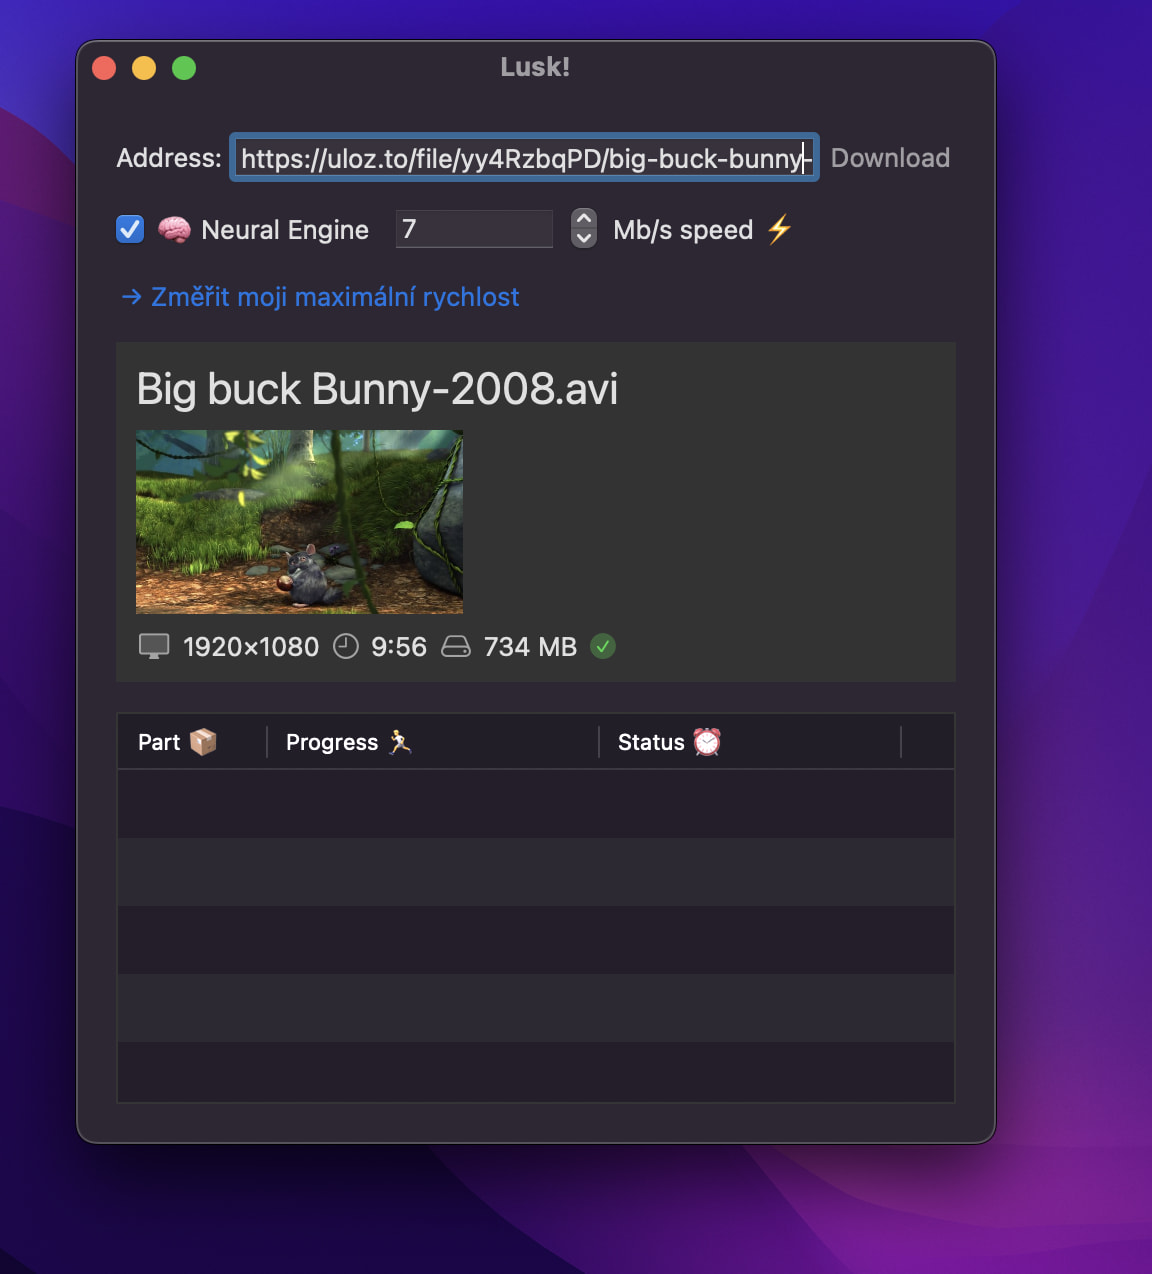 Lusk!
Address: https://uloz.to/file/yy4RzbqPD/big-buck-bunny- Download
Neural Engine 7 Mb/s speed
→ Změřit moji maximální rychlost
Big buck Bunny-2008.avi
1920×1080 9:56 734 MB
Part Progress Status